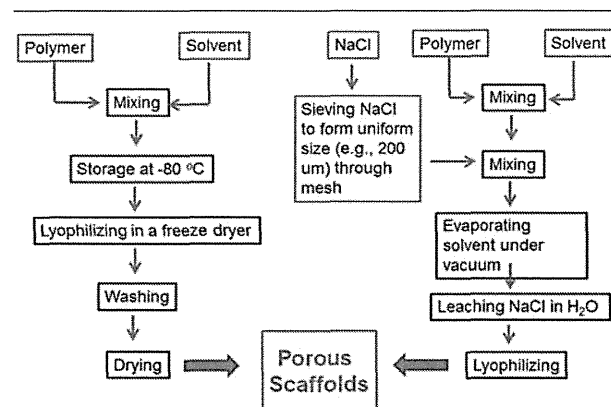 Polymer
Solvent
Mixing
Storage at -80 ºC
Lyophilizing in a freeze dryer
Washing
Drying
NaCl
Sieving NaCl
to form uniform
size (e.g., 200
um) through
mesh
Polymer
Solvent
Mixing
Mixing
Evaporating
solvent under
vacuum
Leaching NaCl in H₂O
Lyophilizing
Porous
Scaffolds